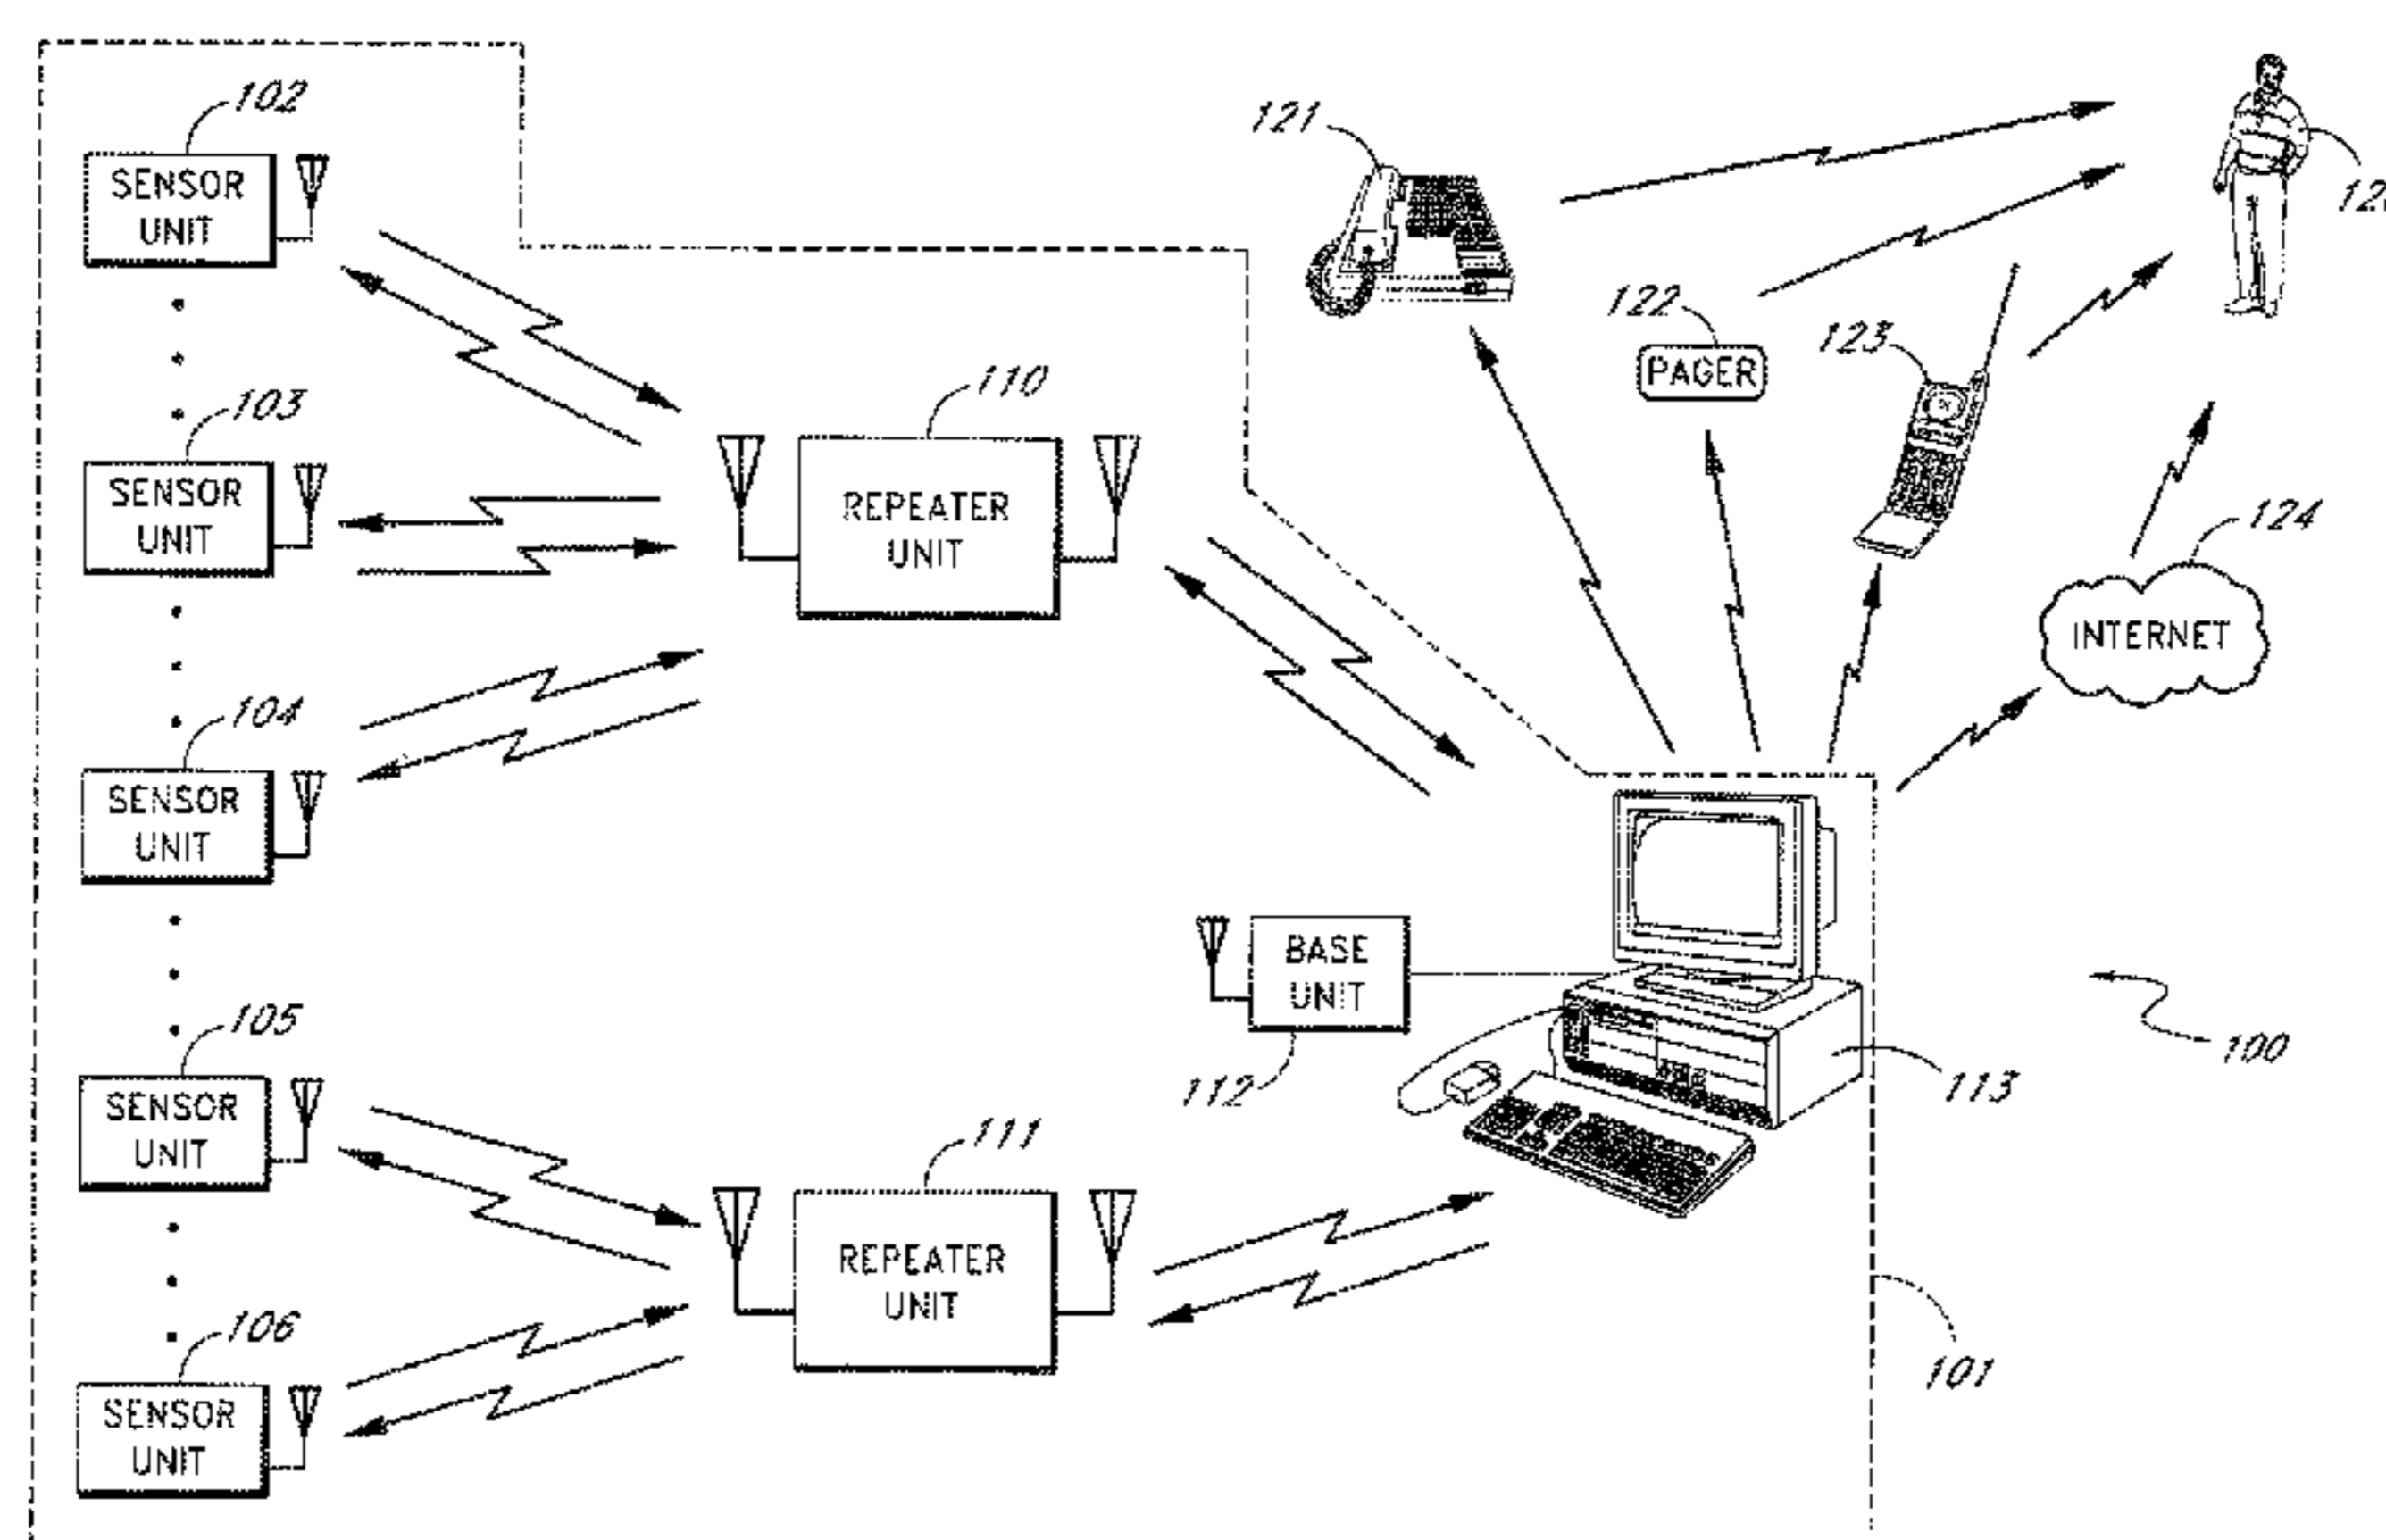 102
SENSOR
UNIT
103
SENSOR
UNIT
104
SENSOR
UNIT
105
SENSOR
UNIT
106
SENSOR
UNIT
110
REPEATER
UNIT
111
REPEATER
UNIT
BASE
UNIT
112
113
121
122
PAGER
123
124
INTERNET
100
101